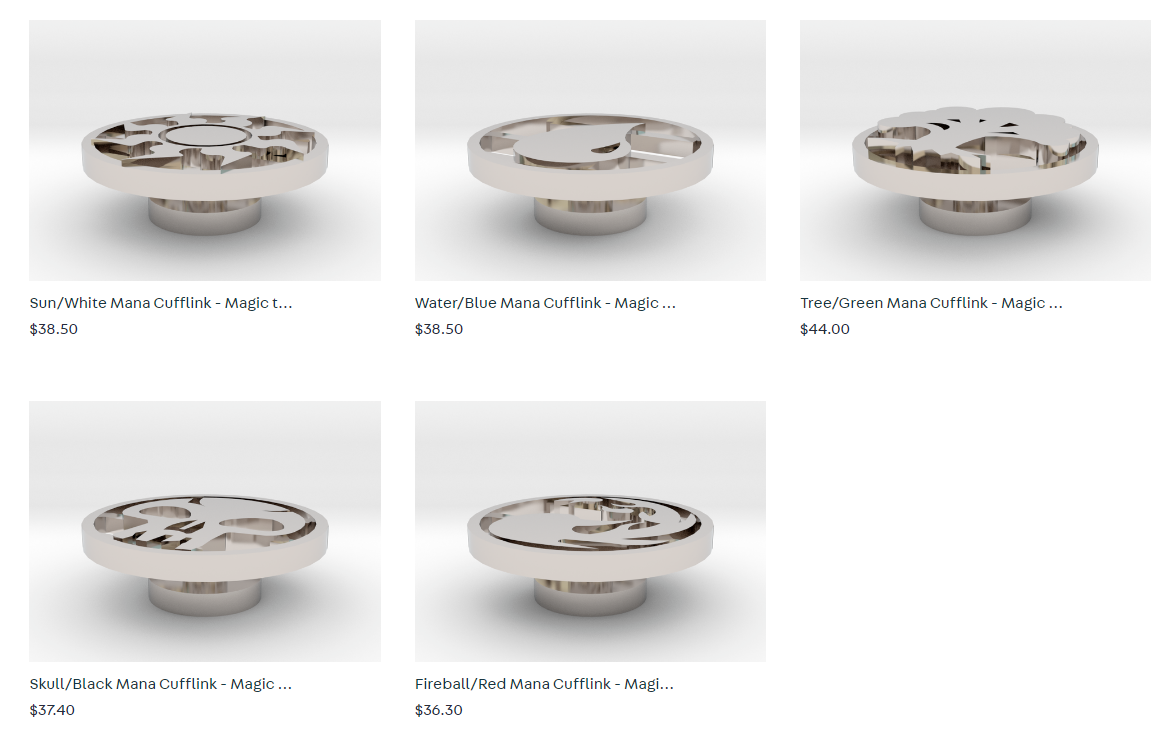 Sun/White Mana Cufflink - Magic t...
$38.50
Water/Blue Mana Cufflink - Magic ...
$38.50
Tree/Green Mana Cufflink - Magic ...
$44.00
Skull/Black Mana Cufflink - Magic ...
$37.40
Fireball/Red Mana Cufflink - Magi...
$36.30